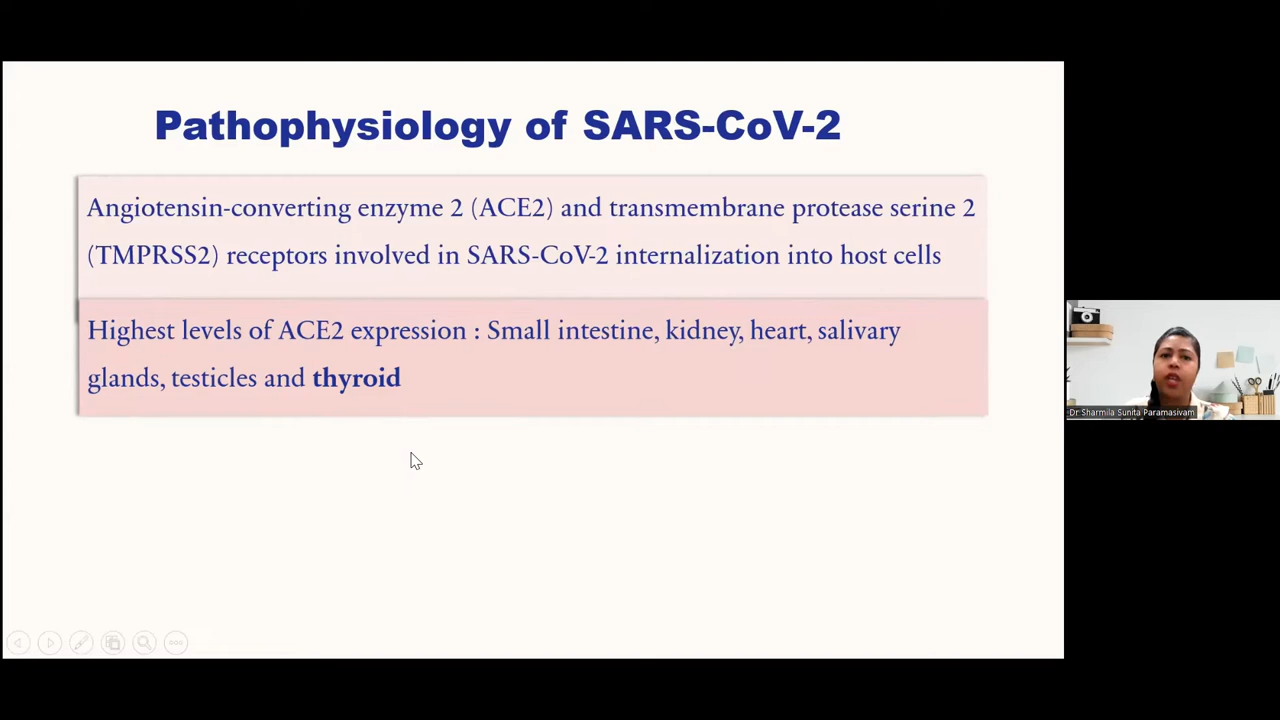 Pathophysiology of SARS-CoV-2
Angiotensin-converting enzyme 2 (ACE2) and transmembrane protease serine 2
(TMPRSS2) receptors involved in SARS-CoV-2 internalization into host cells
Highest levels of ACE2 expression : Small intestine, kidney, heart, salivary
glands, testicles and thyroid
Dr Sharmila Sunita Paramasivam